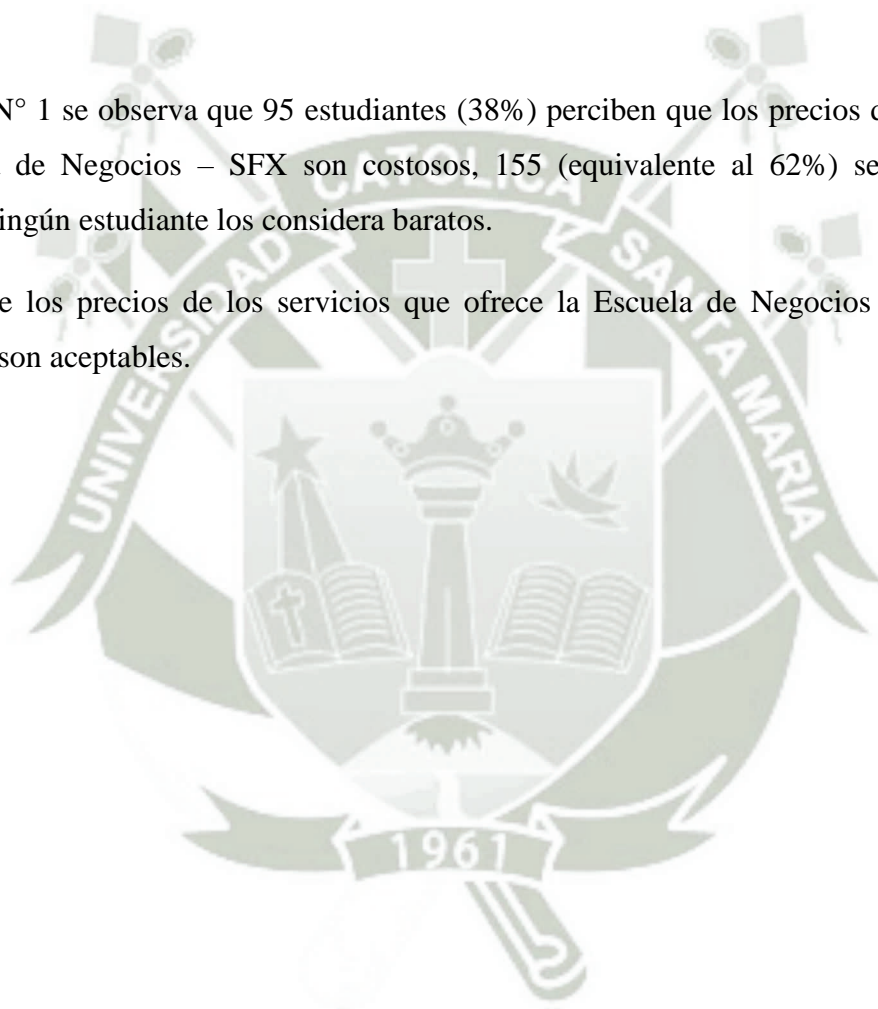 N° 1 se observa que 95 estudiantes (38%) perciben que los precios
de Negocios – SFX son costosos, 155 (equivalente al 62%) se
ningún estudiante los considera baratos.
los precios de los servicios que ofrece la Escuela de Negocios
son aceptables.
UNIVERSIDAD CATOLICA SANTA MARIA
1961